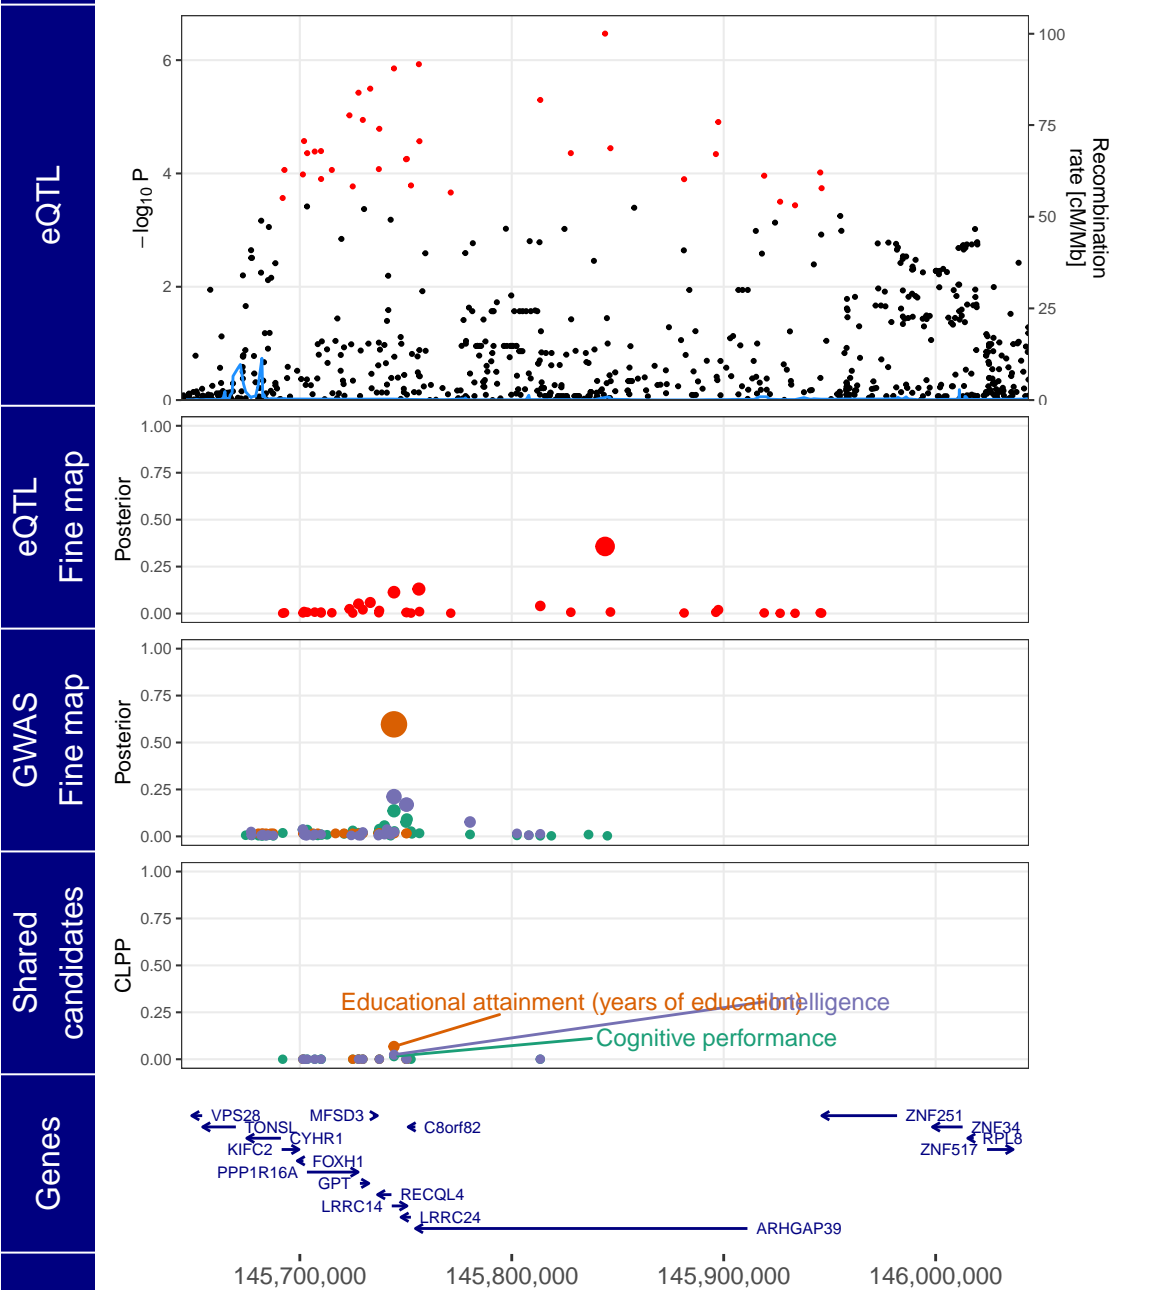 eQTL
−log10 P
6
4
2
0
100
75
50
25
0
Recombination
rate [cM/Mb]
eQTL
Fine map
Posterior
1.00
0.75
0.50
0.25
0.00
GWAS
Fine map
Posterior
1.00
0.75
0.50
0.25
0.00
Shared
candidates
CLPP
1.00
0.75
0.50
0.25
0.00
Educational attainment (years of education)
Intelligence
Cognitive performance
Genes
VPS28
MFSD3
ZNF251
TONSL
C8orf82
ZNF34
CYHR1
RPL8
KIFC2
ZNF517
FOXH1
PPP1R16A
GPT
RECQL4
LRRC14
LRRC24
ARHGAP39
145,700,000
145,800,000
145,900,000
146,000,000